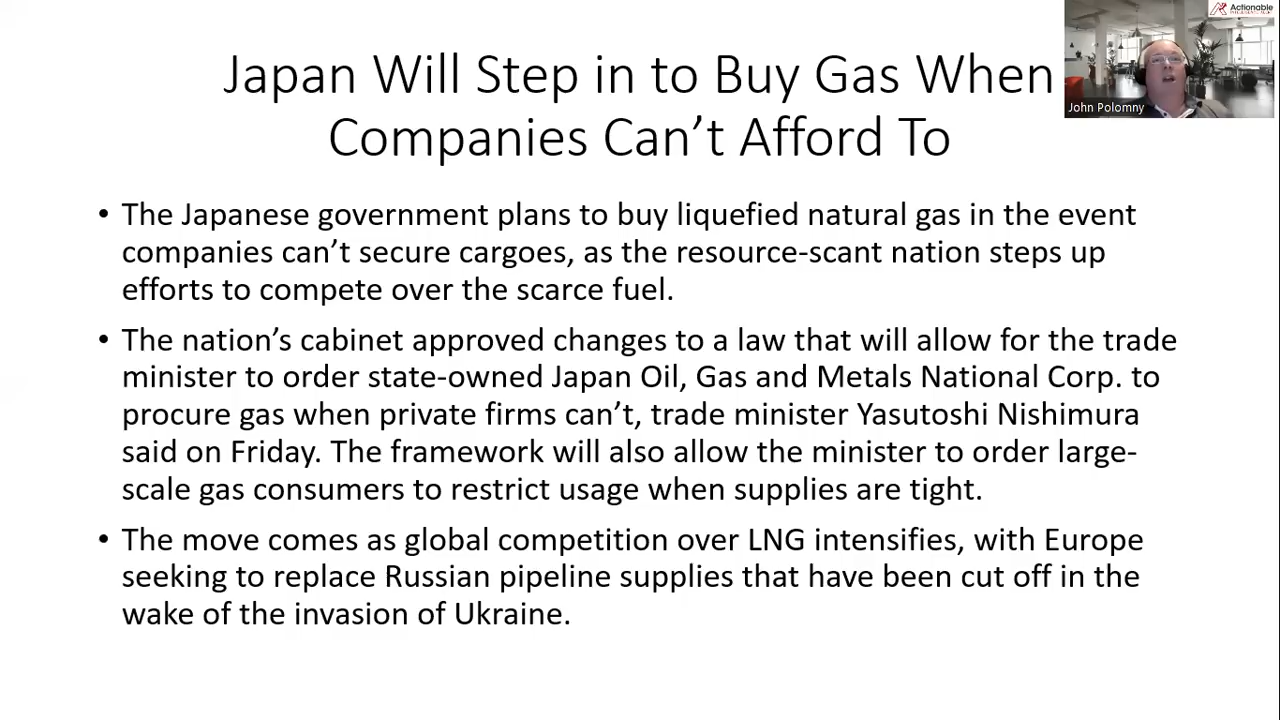 Japan Will Step in to Buy Gas When
Companies Can’t Afford To
• The Japanese government plans to buy liquefied natural gas in the event
companies can’t secure cargoes, as the resource-scant nation steps up
efforts to compete over the scarce fuel.
• The nation’s cabinet approved changes to a law that will allow for the trade
minister to order state-owned Japan Oil, Gas and Metals National Corp. to
procure gas when private firms can’t, trade minister Yasutoshi Nishimura
said on Friday. The framework will also allow the minister to order large-
scale gas consumers to restrict usage when supplies are tight.
• The move comes as global competition over LNG intensifies, with Europe
seeking to replace Russian pipeline supplies that have been cut off in the
wake of the invasion of Ukraine.
Actionable
John Polomny